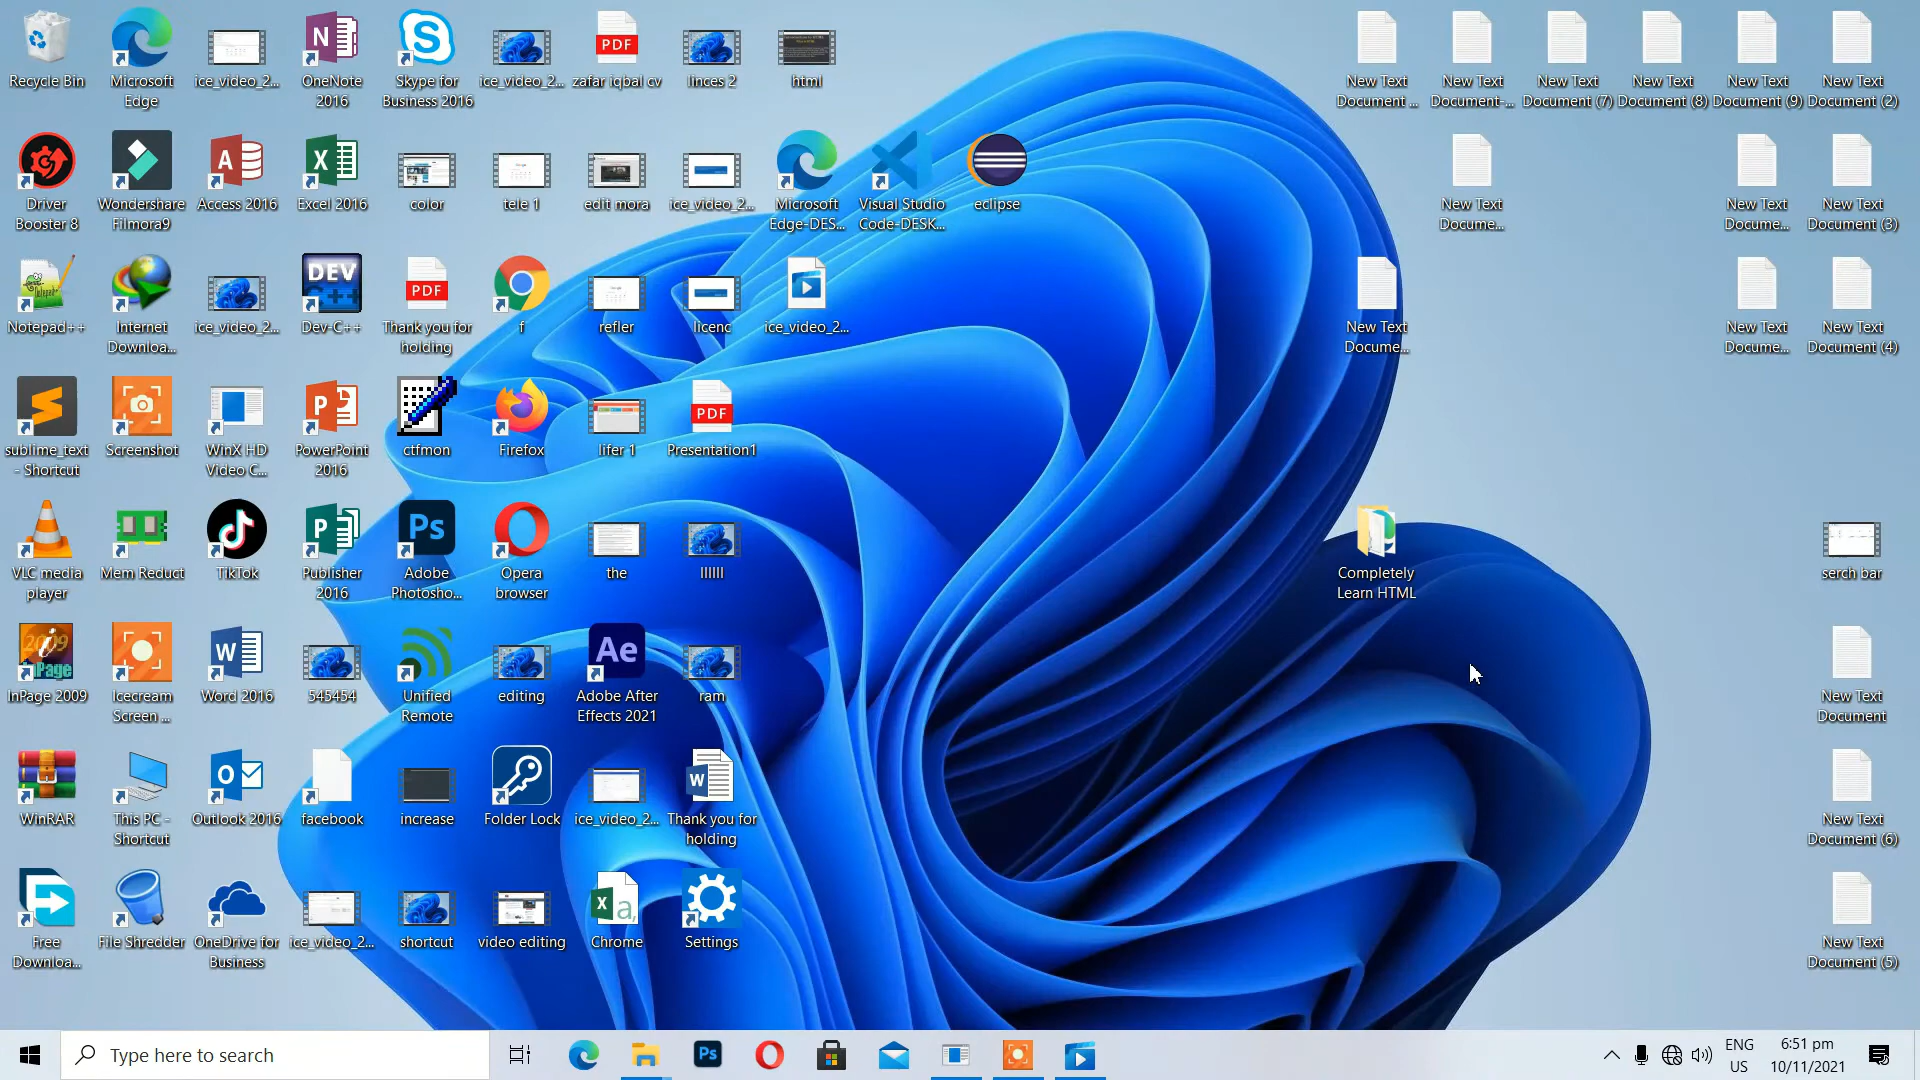 Recycle Bin
Microsoft
Edge
ice_video_2...
OneNote
2016
Skype for
Business 2016
ice_video_2...
zafar iqbal cv
linces 2
html
New Text
Document ...
New Text
Document-...
New Text
Document (7)
New Text
Document (8)
New Text
Document (9)
New Text
Document (2)
Driver
Booster 8
Wondershare
Filmora9
Access 2016
Excel 2016
color
tele 1
edit mora
ice_video_2...
Microsoft
Edge-DES...
Visual Studio
Code-DESK...
eclipse
New Text
Docume...
New Text
Docume...
New Text
Document (3)
Notepad++
Internet
Downloa...
ice_video_2...
DEV
C++
Dev-C++
PDF
Thank you for
holding
f
refler
licenc
ice_video_2...
New Text
Docume...
New Text
Docume...
New Text
Document (4)
sublime_text
- Shortcut
Screenshot
WinX HD
Video C...
PowerPoint
2016
ctfmon
Firefox
lifer 1
PDF
Presentation1
VLC media
player
Mem Reduct
TikTok
Publisher
2016
Ps
Adobe
Photosho...
Opera
browser
the
llllll
Completely
Learn HTML
serch bar
InPage 2009
Icecream
Screen ...
Word 2016
545454
Unified
Remote
editing
Ae
Adobe After
Effects 2021
ram
New Text
Document
WinRAR
This PC -
Shortcut
Outlook 2016
facebook
increase
Folder Lock
ice_video_2...
Thank you for
holding
New Text
Document (6)
Free
Downloa...
File Shredder
OneDrive for
Business
ice_video_2...
shortcut
video editing
Chrome
Settings
New Text
Document (5)
Type here to search
Ps
ENG
US
6:51 pm
10/11/2021